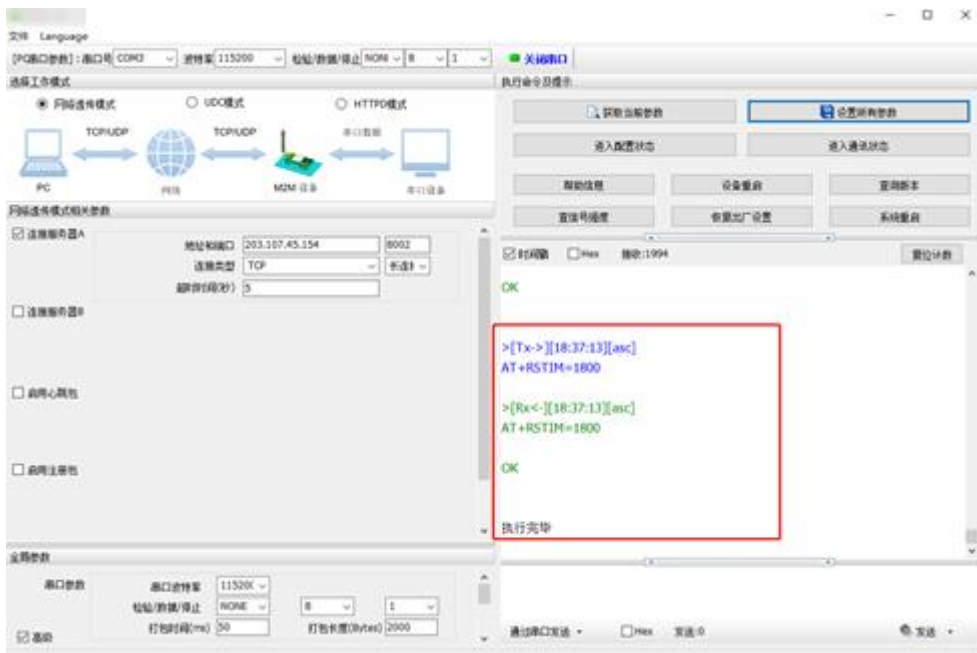 文件 Language
[PC串口参数]:串口号 COM3 波特率 115200 检验/数据/停止 NONI 8 1 关闭串口
选择工作模式
网络透传模式 UDC模式 HTTPD模式
TCP/UDP TCP/UDP 串口数据
PC 网络 M2M 设备 串口设备
网络透传模式相关参数
连接服务器A
地址和端口 203.107.45.154 8002
连接类型 TCP 长连接
超时时间(秒) 5
连接服务器B
启用心跳包
启用注册包
全局参数
串口参数 串口波特率 11520(
检验/数据/停止 NONE 8 1
高级 打包时间(ms) 50 打包长度(Bytes) 2000
执行命令及提示
获取当前参数 设置所有参数
进入配置状态 进入通讯状态
帮助信息 设备重启 查询版本
查信号强度 恢复出厂设置 系统重启
时间戳 Hex 接收:1994 复位计数
OK
>[Tx->][18:37:13][asc]
AT+RSTIM=1800
>[Rx<-][18:37:13][asc]
AT+RSTIM=1800
OK
执行完毕
通过串口发送 Hex 发送:0 发送